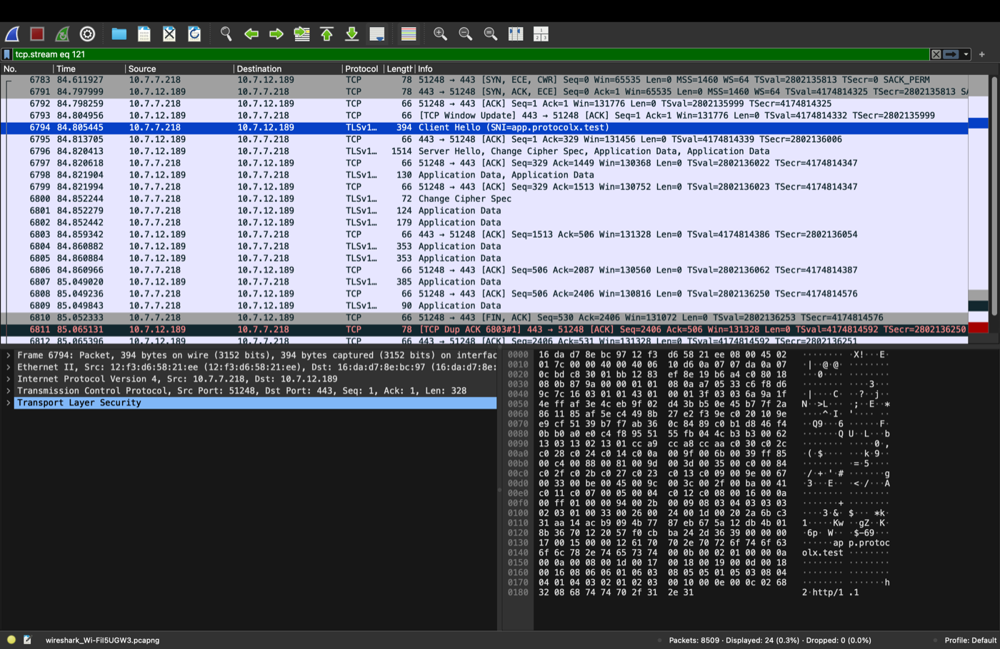 tcp.stream eq 121
No. Time Source Destination Protocol Length Info
6783 84.611927 10.7.7.218 10.7.12.189 TCP 78 51248 → 443 [SYN, ECE, CWR] Seq=0 Win=65535 Len=0 MSS=1460 WS=64 TSval=2802135813 TSecr=0 SACK_PERM
6791 84.797999 10.7.12.189 10.7.7.218 TCP 78 443 → 51248 [SYN, ACK, ECE] Seq=0 Ack=1 Win=65535 Len=0 MSS=1460 WS=64 TSval=4174814325 TSecr=2802135813 SA
6792 84.798259 10.7.7.218 10.7.12.189 TCP 66 51248 → 443 [ACK] Seq=1 Ack=1 Win=131776 Len=0 TSval=2802135999 TSecr=4174814325
6793 84.804956 10.7.12.189 10.7.7.218 TCP 66 [TCP Window Update] 443 → 51248 [ACK] Seq=1 Ack=1 Win=131776 Len=0 TSval=4174814332 TSecr=2802135999
6794 84.805445 10.7.7.218 10.7.12.189 TLSv1… 394 Client Hello (SNI=app.protocolx.test)
6795 84.813705 10.7.12.189 10.7.7.218 TCP 66 443 → 51248 [ACK] Seq=1 Ack=329 Win=131456 Len=0 TSval=4174814339 TSecr=2802136006
6796 84.820413 10.7.12.189 10.7.7.218 TLSv1… 1514 Server Hello, Change Cipher Spec, Application Data, Application Data
6797 84.820618 10.7.7.218 10.7.12.189 TCP 66 51248 → 443 [ACK] Seq=329 Ack=1449 Win=130368 Len=0 TSval=2802136022 TSecr=4174814347
6798 84.821904 10.7.12.189 10.7.7.218 TLSv1… 130 Application Data, Application Data
6799 84.821994 10.7.7.218 10.7.12.189 TCP 66 51248 → 443 [ACK] Seq=329 Ack=1513 Win=130752 Len=0 TSval=2802136023 TSecr=4174814347
6800 84.852244 10.7.7.218 10.7.12.189 TLSv1… 72 Change Cipher Spec
6801 84.852279 10.7.7.218 10.7.12.189 TLSv1… 124 Application Data
6802 84.852442 10.7.7.218 10.7.12.189 TLSv1… 179 Application Data
6803 84.859342 10.7.12.189 10.7.7.218 TCP 66 443 → 51248 [ACK] Seq=1513 Ack=506 Win=131328 Len=0 TSval=4174814386 TSecr=2802136054
6804 84.860882 10.7.12.189 10.7.7.218 TLSv1… 353 Application Data
6805 84.860884 10.7.12.189 10.7.7.218 TLSv1… 353 Application Data
6806 84.860966 10.7.7.218 10.7.12.189 TCP 66 51248 → 443 [ACK] Seq=506 Ack=2087 Win=130560 Len=0 TSval=2802136062 TSecr=4174814387
6807 85.049020 10.7.12.189 10.7.7.218 TLSv1… 385 Application Data
6808 85.049236 10.7.7.218 10.7.12.189 TCP 66 51248 → 443 [ACK] Seq=506 Ack=2406 Win=130816 Len=0 TSval=2802136250 TSecr=4174814576
6809 85.049843 10.7.7.218 10.7.12.189 TLSv1… 90 Application Data
6810 85.052333 10.7.7.218 10.7.12.189 TCP 66 51248 → 443 [FIN, ACK] Seq=530 Ack=2406 Win=131072 Len=0 TSval=2802136253 TSecr=4174814576
6811 85.065131 10.7.12.189 10.7.7.218 TCP 78 [TCP Dup ACK 6803#1] 443 → 51248 [ACK] Seq=2406 Ack=506 Win=131328 Len=0 TSval=4174814592 TSecr=2802136250
6812 85.065396 10.7.12.189 10.7.7.218 TCP 66 443 → 51248 [ACK] Seq=2406 Ack=531 Win=131328 Len=0 TSval=4174814592 TSecr=2802136251
Frame 6794: Packet, 394 bytes on wire (3152 bits), 394 bytes captured (3152 bits) on interfac
Ethernet II, Src: 12:f3:d6:58:21:ee (12:f3:d6:58:21:ee), Dst: 16:da:d7:8e:bc:97 (16:da:d7:8e:
Internet Protocol Version 4, Src: 10.7.7.218, Dst: 10.7.12.189
Transmission Control Protocol, Src Port: 51248, Dst Port: 443, Seq: 1, Ack: 1, Len: 328
Transport Layer Security
0000 16 da d7 8e bc 97 12 f3 d6 58 21 ee 08 00 45 02 ········ ·X!···E·
0010 01 7c 00 00 40 00 40 06 10 d6 0a 07 07 da 0a 07 ·|··@·@· ········
0020 0c bd c8 30 01 bb 12 83 ef 8e 19 b6 a4 c0 80 18 ···0···· ········
0030 08 0b 87 9a 00 00 01 01 08 0a a7 05 33 c6 f8 d6 ········ ····3···
0040 9c 7c 16 03 01 01 43 01 00 01 3f 03 03 6a 9a 1f ·|····C· ··?··j··
0050 4e ff af 3e 4c eb 9f 02 d4 3b b5 0e 45 b7 7f 2a N··>L··· ·;··E··*
0060 86 11 85 af 5e c4 49 8b 27 e2 f3 9e c0 20 10 9e ····^·I· '···· ··
0070 e9 cf 51 39 b7 f7 ab 36 0c 84 89 c0 b1 d8 46 f4 ··Q9···6 ······F·
0080 0b b0 a0 e0 c4 f8 95 51 55 fb 04 4c b3 b3 00 62 ·······Q U··L···b
0090 13 03 13 02 13 01 cc a9 cc a8 cc aa c0 30 c0 2c ········ ·····0·,
00a0 c0 28 c0 24 c0 14 c0 0a 00 9f 00 6b 00 39 ff 85 ·(·$···· ···k·9··
00b0 00 c4 00 88 00 81 00 9d 00 3d 00 35 00 c0 00 84 ········ ·=·5····
00c0 c0 2f c0 2b c0 27 c0 23 c0 13 c0 09 00 9e 00 67 ·/·+·'·# ·······g
00d0 00 33 00 be 00 45 00 9c 00 3c 00 2f 00 ba 00 41 ·3···E·· ·<·/···A
00e0 c0 11 c0 07 00 05 00 04 c0 12 c0 08 00 16 00 0a ········ ········
00f0 00 ff 01 00 00 94 00 2b 00 09 08 03 04 03 03 03 ·······+ ········
0100 02 03 01 00 33 00 26 00 24 00 1d 00 20 2a 6b c3 ····3·&· $··· *k·
0110 31 aa 14 ac b9 09 4b 77 87 eb 67 5a 12 db 4b 01 1·····Kw ··gZ··K·
0120 8b 36 70 12 20 57 f0 cb ba 24 2d 36 39 00 00 00 ·6p· W·· ·$-69···
0130 17 00 15 00 00 12 61 70 70 2e 70 72 6f 74 6f 63 ······ap p.protoc
0140 6f 6c 78 2e 74 65 73 74 00 0b 00 02 01 00 00 0a olx.test ········
0150 00 0a 00 08 00 1d 00 17 00 18 00 19 00 0d 00 18 ········ ········
0160 00 16 08 06 06 01 06 03 08 05 05 01 05 03 08 04 ········ ········
0170 04 01 04 03 02 01 02 03 00 10 00 0e 00 0c 02 68 ········ ·······h
0180 32 08 68 74 74 70 2f 31 2e 31 2·http/1 .1
wireshark_Wi-FiI5UGW3.pcapng Packets: 8509 · Displayed: 24 (0.3%) · Dropped: 0 (0.0%) Profile: Default